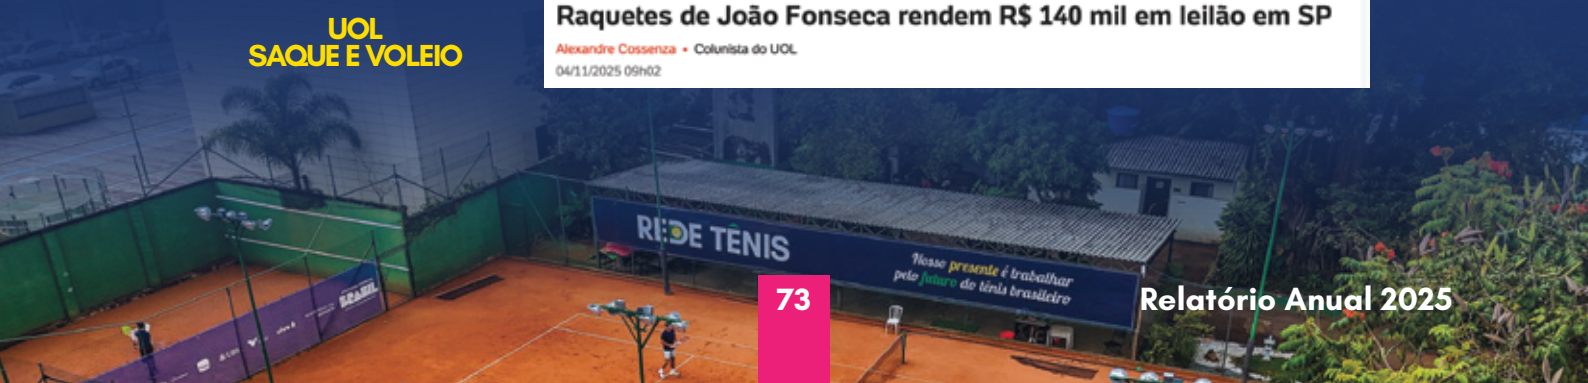 UOL
SAQUE E VOLEIO
Raquetes de João Fonseca rendem R$ 140 mil em leilão em SP
Alexandre Cossenza • Colunista do UOL
04/11/2025 09h02
REDE TÊNIS
Nosso presente é trabalhar
pelo futuro do tênis brasileiro
BRASIL
73
Relatório Anual 2025